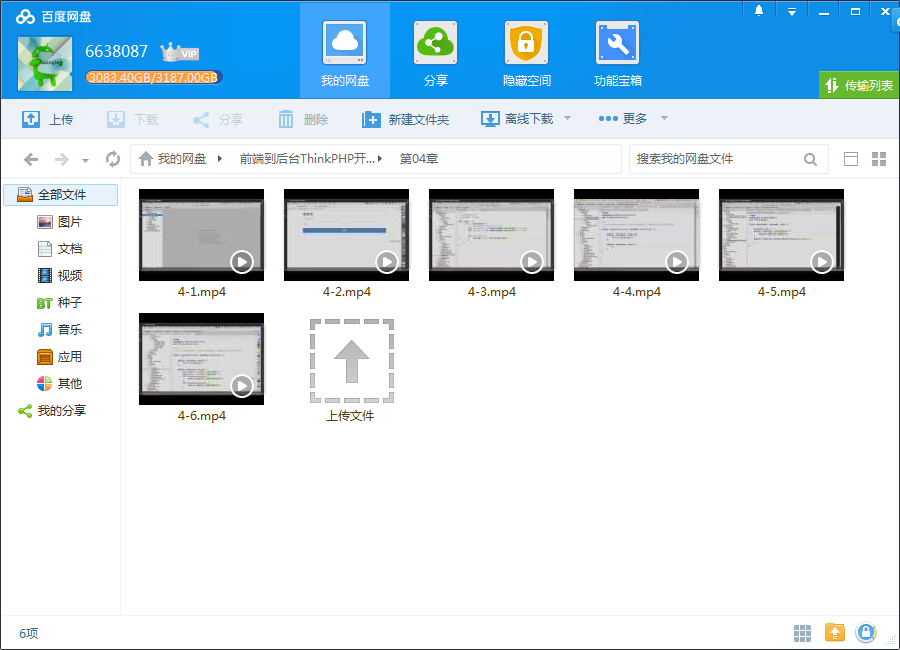 百度网盘
6638087 VIP
3083.40GB/3187.00GB
我的网盘 分享 隐藏空间 功能宝箱
传输列表
上传 下载 分享 删除 新建文件夹 离线下载 更多
我的网盘 前端到后台ThinkPHP开... 第04章 搜索我的网盘文件
全部文件
图片
文档
视频
BT 种子
音乐
应用
其他
我的分享
4-1.mp4 4-2.mp4 4-3.mp4 4-4.mp4 4-5.mp4
4-6.mp4 上传文件
6项